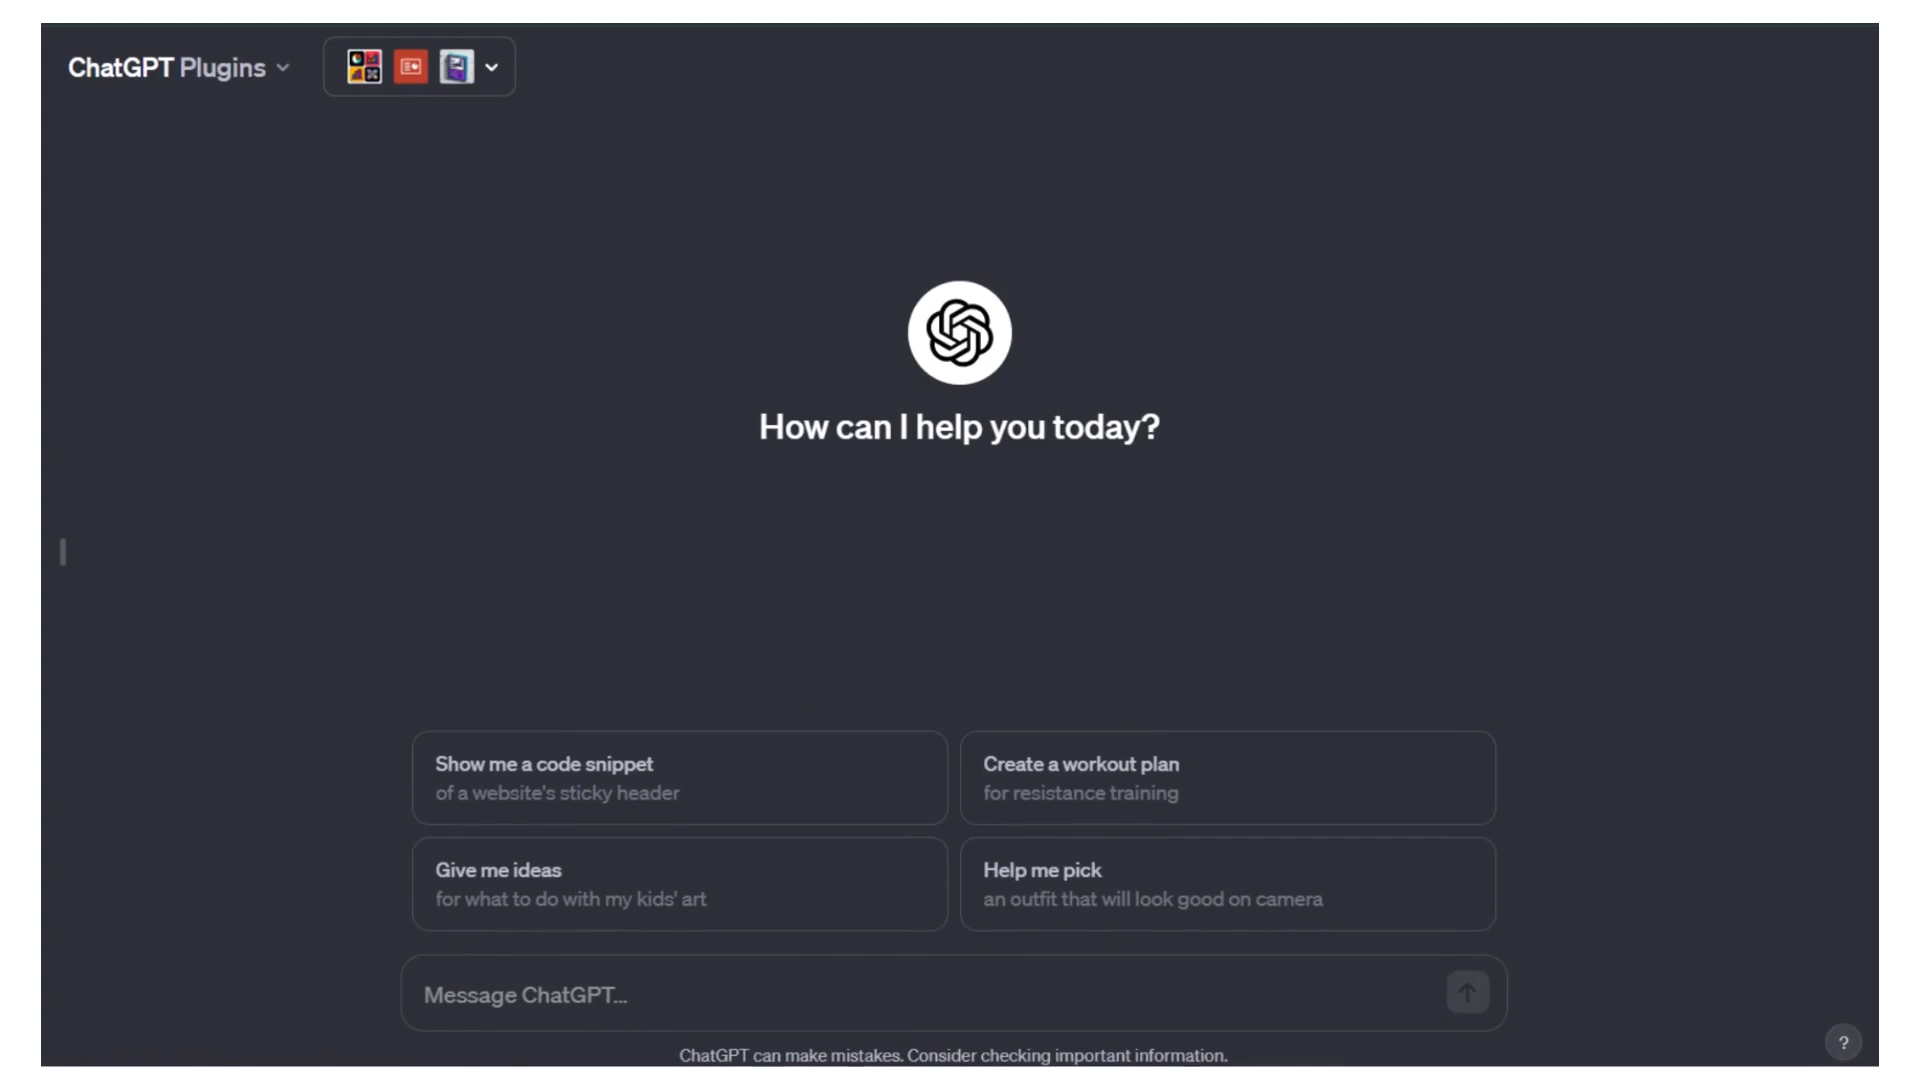 ChatGPT Plugins
How can I help you today?
Show me a code snippet
of a website's sticky header
Create a workout plan
for resistance training
Give me ideas
for what to do with my kids' art
Help me pick
an outfit that will look good on camera
Message ChatGPT...
ChatGPT can make mistakes. Consider checking important information.
?